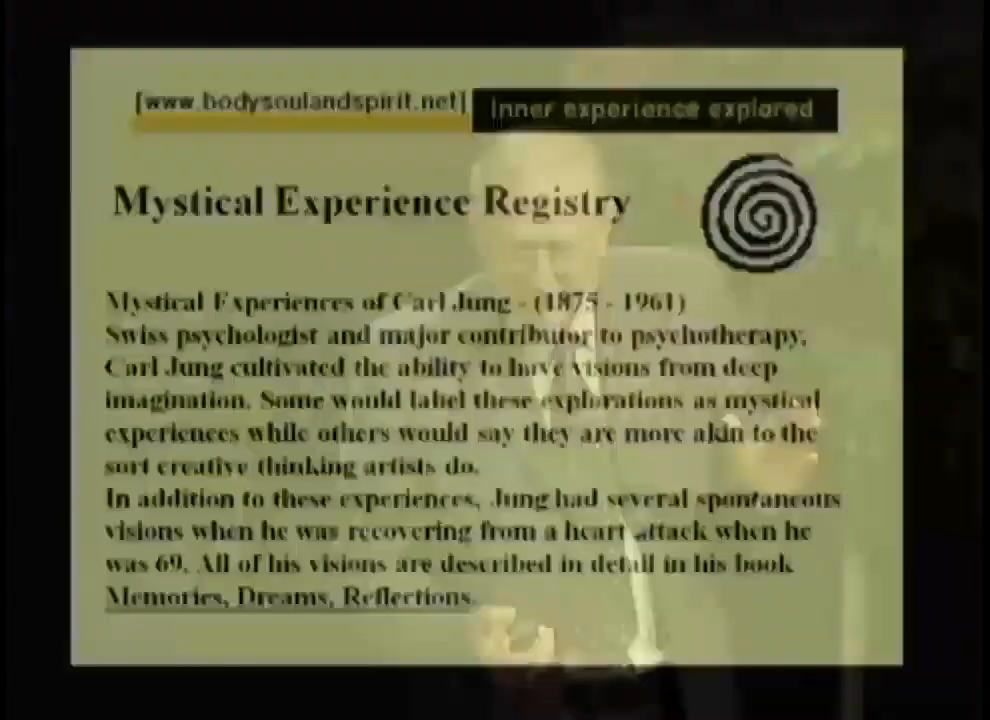 [www.bodysoulandspirit.net] Inner experience explored
Mystical Experience Registry
Mystical Experiences of Carl Jung - (1875 - 1961)
Swiss psychologist and major contributor to psychotherapy.
Carl Jung cultivated the ability to have visions from deep
imagination. Some would label these explorations as mystical
experiences while others would say they are more akin to the
sort creative thinking artists do.
In addition to these experiences, Jung had several spontaneous
visions when he was recovering from a heart attack when he
was 69. All of his visions are described in detail in his book
Memories, Dreams, Reflections.